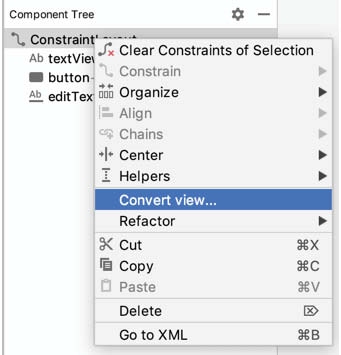 Component Tree
ConstraintLayout
Clear Constraints of Selection
Ab textView
Constrain
button
Organize
Ab editText
Align
Chains
Center
Helpers
Convert view...
Refactor
Cut ⌘X
Copy ⌘C
Paste ⌘V
Delete ⌦
Go to XML ⌘B